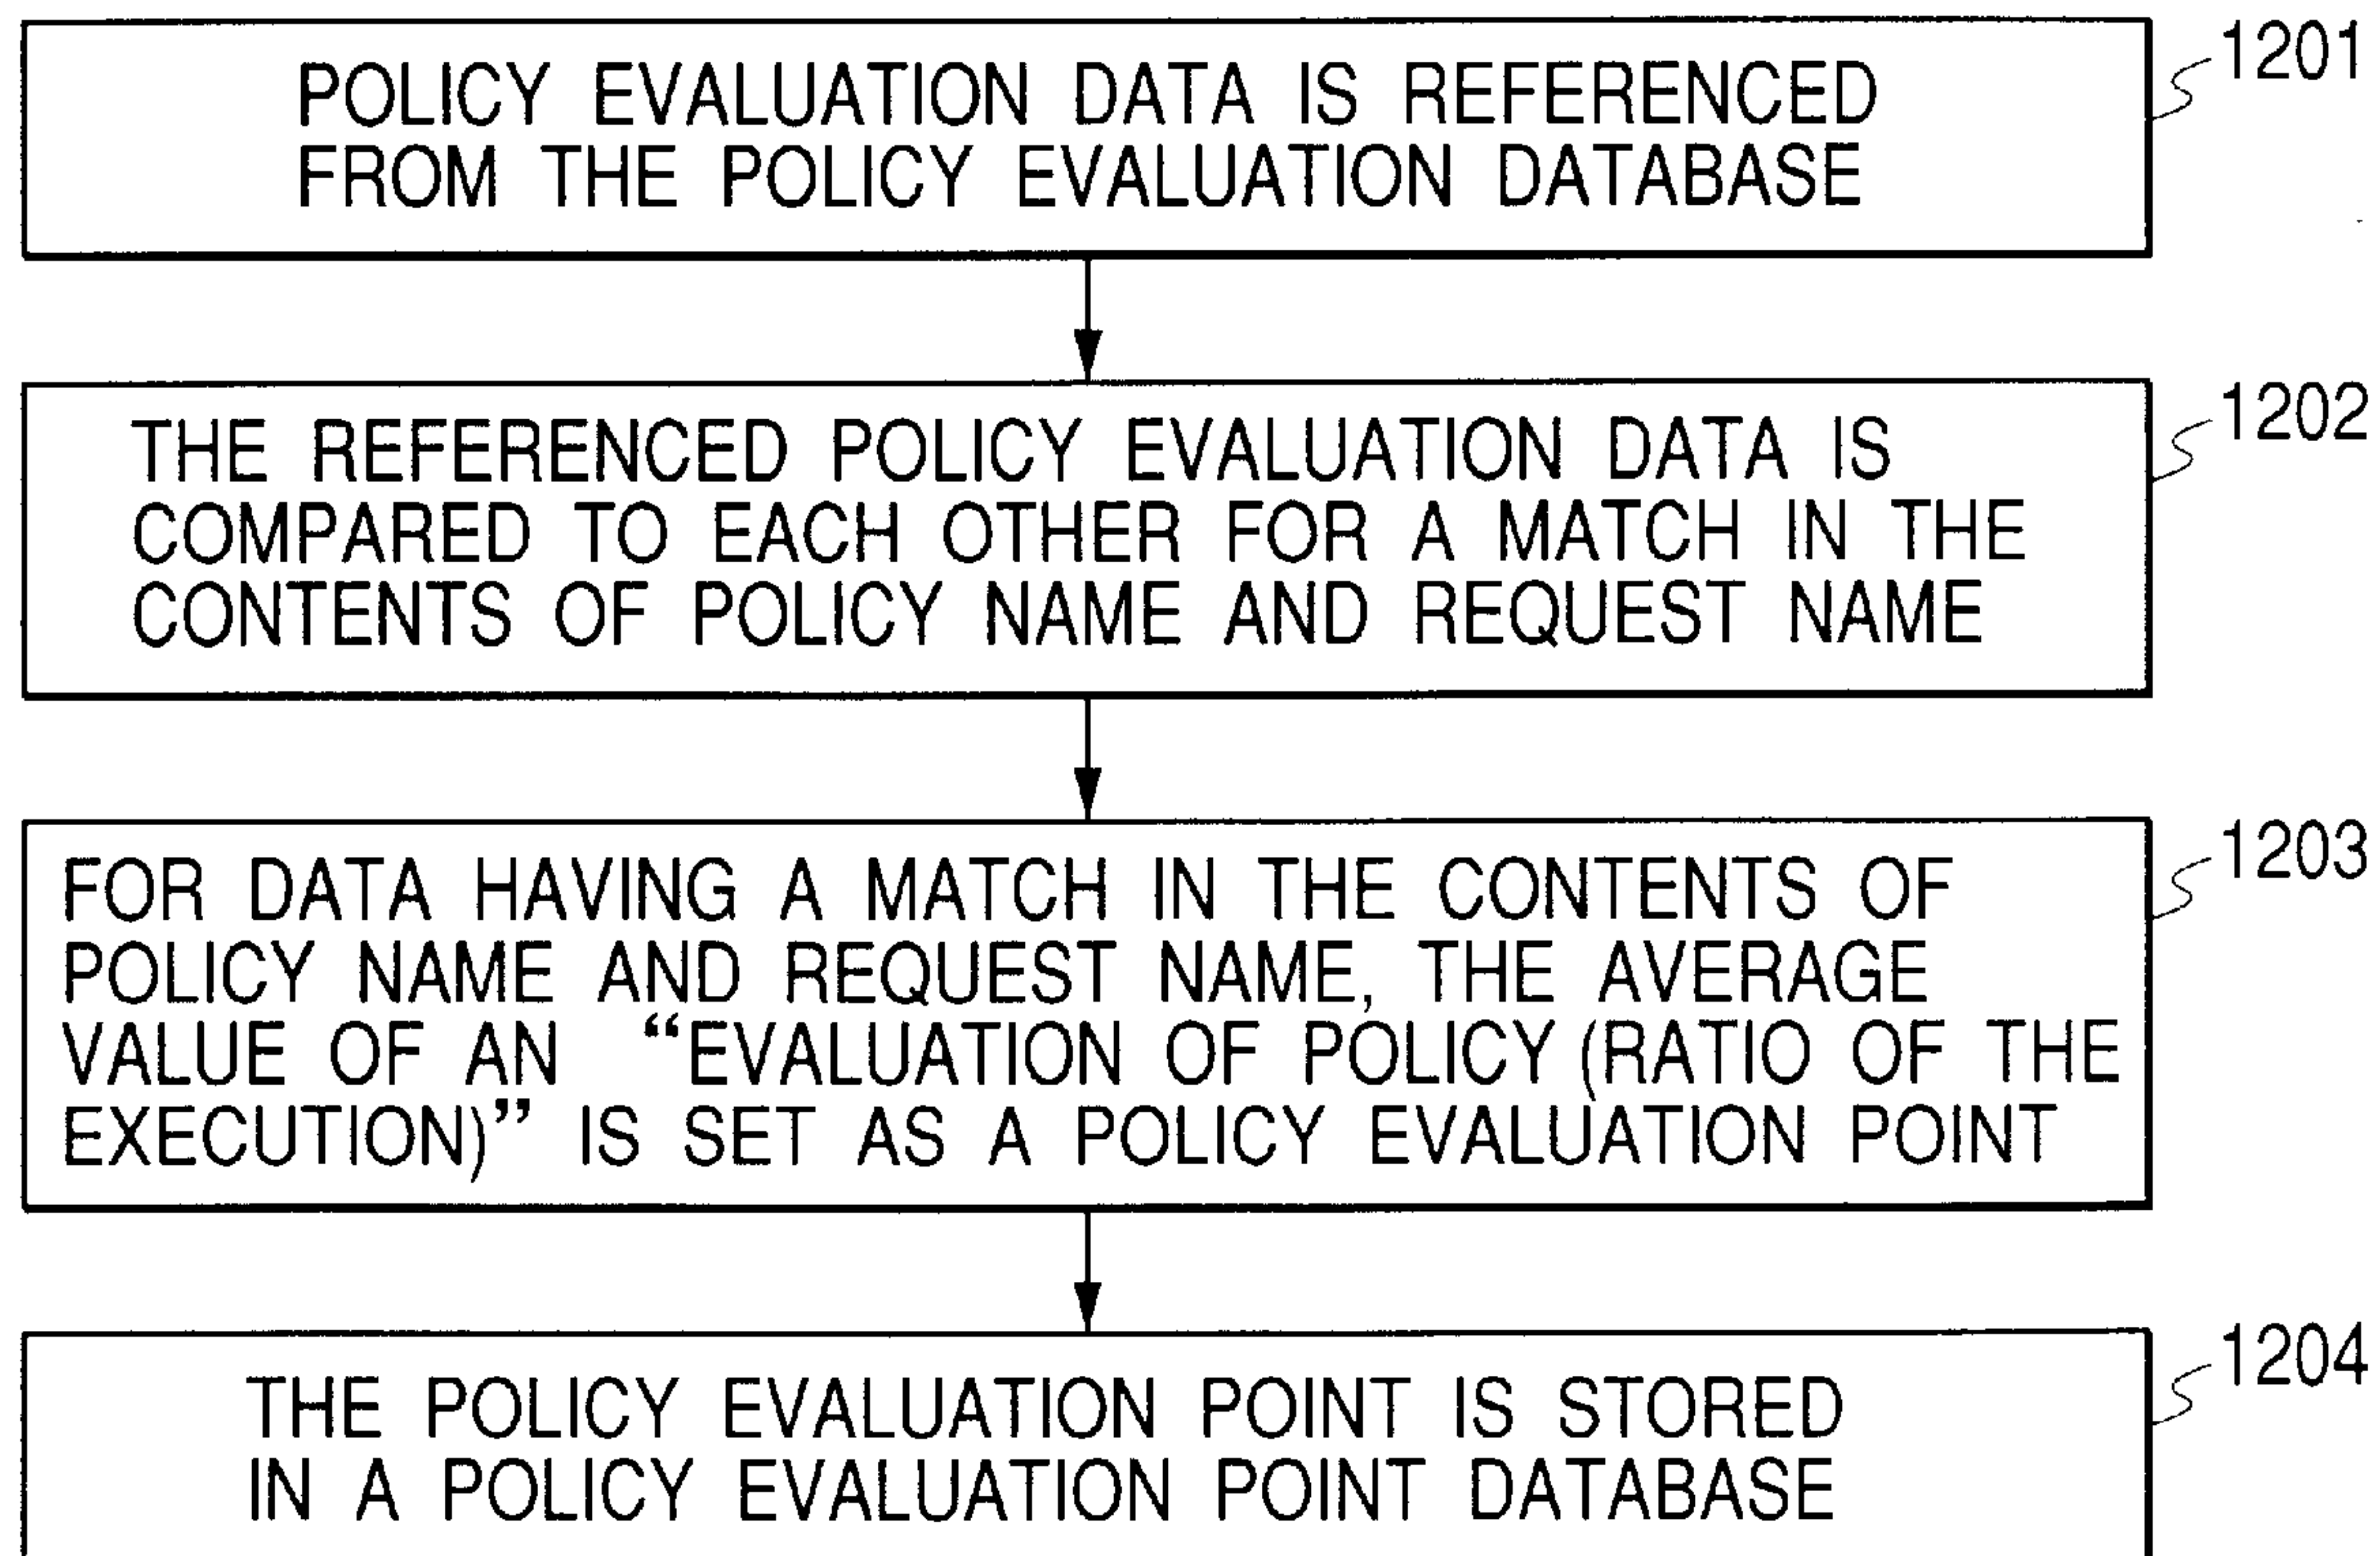 POLICY EVALUATION DATA IS REFERENCED
FROM THE POLICY EVALUATION DATABASE
1201
THE REFERENCED POLICY EVALUATION DATA IS
COMPARED TO EACH OTHER FOR A MATCH IN THE
CONTENTS OF POLICY NAME AND REQUEST NAME
1202
FOR DATA HAVING A MATCH IN THE CONTENTS OF
POLICY NAME AND REQUEST NAME, THE AVERAGE
VALUE OF AN “EVALUATION OF POLICY (RATIO OF THE
EXECUTION)” IS SET AS A POLICY EVALUATION POINT
1203
THE POLICY EVALUATION POINT IS STORED
IN A POLICY EVALUATION POINT DATABASE
1204